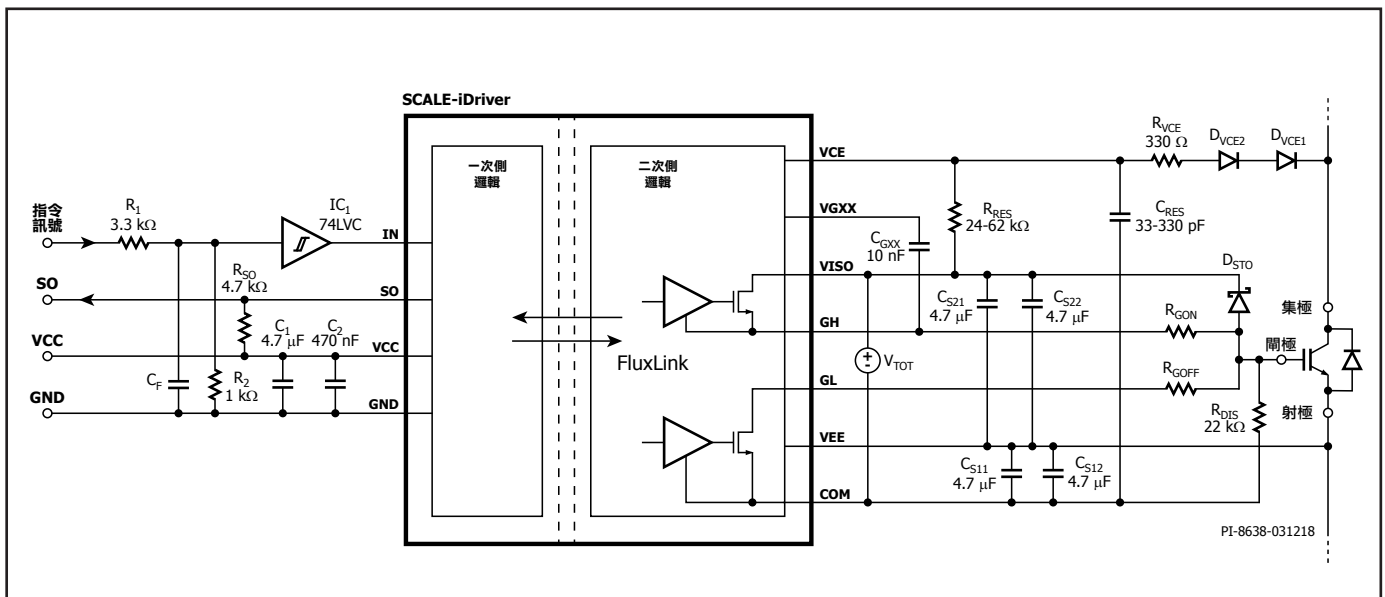 SCALE-iDriver
一次側
邏輯
二次側
邏輯
FluxLink
指令
訊號
R1
3.3 kΩ
IC1
74LVC
IN
SO
RSO
4.7 kΩ
SO
VCC
C1
4.7 μF
C2
470 nF
VCC
CF
R2
1 kΩ
GND
GND
VCE
RVCE
330 Ω
DVCE2
DVCE1
VGXX
CGXX
10 nF
RRES
24-62 kΩ
CRES
33-330 pF
VISO
CS21
4.7 μF
CS22
4.7 μF
DSTO
GH
RGON
集極
閘極
VTOT
GL
RGOFF
RDIS
22 kΩ
射極
VEE
CS11
4.7 μF
CS12
4.7 μF
COM
PI-8638-031218